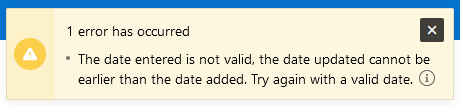 1 error has occurred
• The date entered is not valid, the date updated cannot be
earlier than the date added. Try again with a valid date.